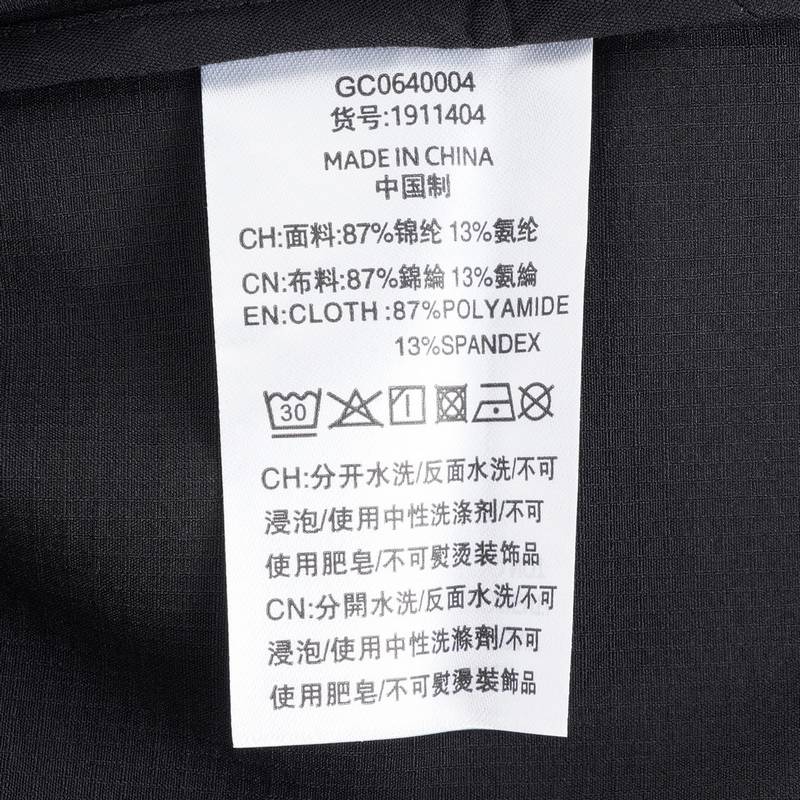 GC0640004
货号:1911404
MADE IN CHINA
中国制
CH:面料:87%锦纶 13%氨纶
CN:布料:87%錦綸 13%氨綸
EN:CLOTH :87%POLYAMIDE
13%SPANDEX
30
CH:分开水洗/反面水洗/不可
浸泡/使用中性洗涤剂/不可
使用肥皂/不可熨烫装饰品
CN:分開水洗/反面水洗/不可
浸泡/使用中性洗滌劑/不可
使用肥皂/不可熨燙裝飾品